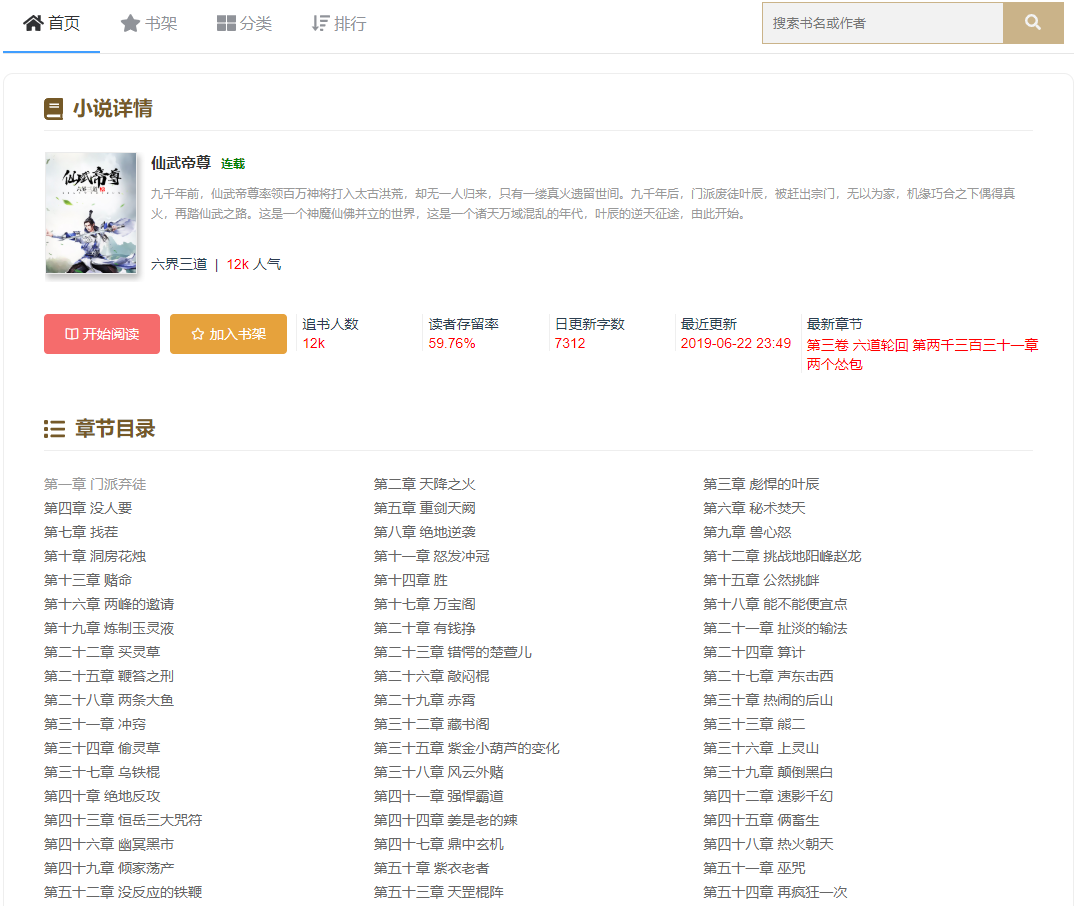 首页 书架 分类 排行 搜索书名或作者
小说详情
仙武帝尊 连载
仙武帝尊
九千年前，仙武帝尊率领百万神将打入太古洪荒，却无一人归来，只有一缕真火遗留世间。九千年后，门派废徒叶辰，被赶出宗门，无以为家，机缘巧合之下偶得真
火，再踏仙武之路。这是一个神魔仙佛并立的世界，这是一个诸天万域混乱的年代，叶辰的逆天征途，由此开始。
六界三道 | 12k 人气
开始阅读 加入书架
追书人数 读者存留率 日更新字数 最近更新 最新章节
12k 59.76% 7312 2019-06-22 23:49 第三卷 六道轮回 第两千三百三十一章
两个怂包
章节目录
第一章 门派弃徒 第二章 天降之火 第三章 彪悍的叶辰
第四章 没人要 第五章 重剑天阙 第六章 秘术焚天
第七章 找茬 第八章 绝地逆袭 第九章 兽心怒
第十章 洞房花烛 第十一章 怒发冲冠 第十二章 挑战地阳峰赵龙
第十三章 赌命 第十四章 胜 第十五章 公然挑衅
第十六章 两峰的邀请 第十七章 万宝阁 第十八章 能不能便宜点
第十九章 炼制玉灵液 第二十章 有钱挣 第二十一章 扯淡的输法
第二十二章 买灵草 第二十三章 错愕的楚萱儿 第二十四章 算计
第二十五章 鞭笞之刑 第二十六章 敲闷棍 第二十七章 声东击西
第二十八章 两条大鱼 第二十九章 赤霄 第三十章 热闹的后山
第三十一章 冲窍 第三十二章 藏书阁 第三十三章 熊二
第三十四章 偷灵草 第三十五章 紫金小葫芦的变化 第三十六章 上灵山
第三十七章 乌铁棍 第三十八章 风云外赌 第三十九章 颠倒黑白
第四十章 绝地反攻 第四十一章 强悍霸道 第四十二章 速影千幻
第四十三章 恒岳三大咒符 第四十四章 姜是老的辣 第四十五章 俩畜生
第四十六章 幽冥黑市 第四十七章 鼎中玄机 第四十八章 热火朝天
第四十九章 倾家荡产 第五十章 紫衣老者 第五十一章 巫咒
第五十二章 没反应的铁鞭 第五十三章 天罡棍阵 第五十四章 再疯狂一次